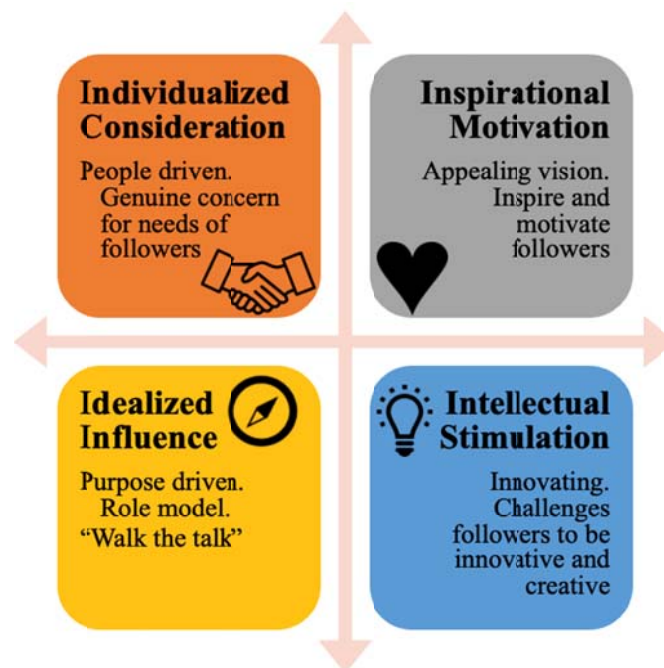 Individualized
Consideration
People driven.
Genuine concern
for needs of
followers
Inspirational
Motivation
Appealing vision.
Inspire and
motivate
followers
Idealized
Influence
Purpose driven.
Role model.
“Walk the talk”
Intellectual
Stimulation
Innovating.
Challenges
followers to be
innovative and
creative